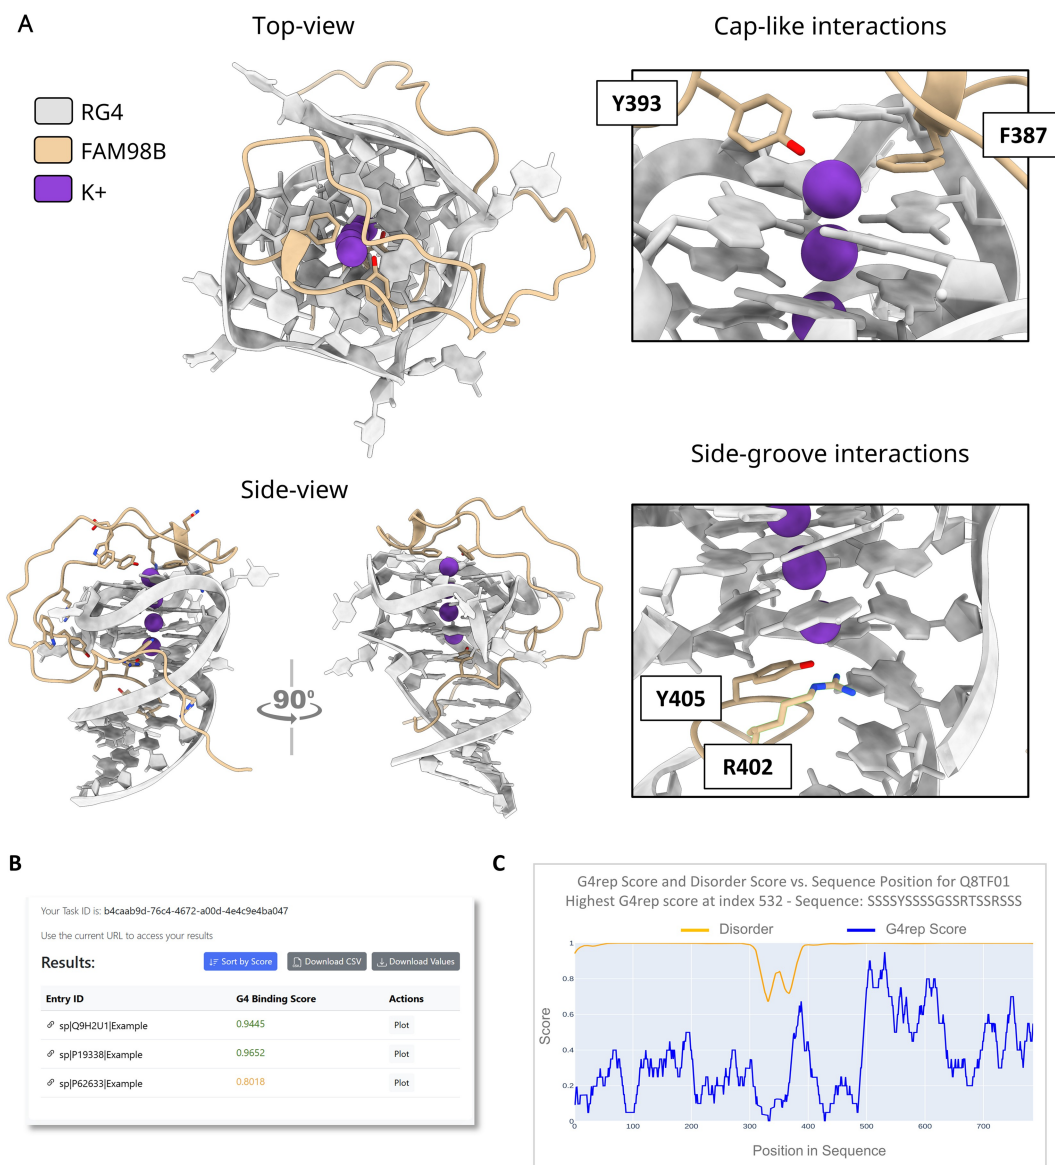 A
Top-view
RG4
FAM98B
K+
Cap-like interactions
Y393
F387
Side-view
90⁰
Side-groove interactions
Y405
R402
B
Your Task ID is: b4caab9d-76c4-4672-a00d-4e4c9e4ba047
Use the current URL to access your results
Results:
Sort by Score
Download CSV
Download Values
Entry ID G4 Binding Score Actions
sp|Q9H2U1|Example 0.9445 Plot
sp|P19338|Example 0.9652 Plot
sp|P62633|Example 0.8018 Plot
C
G4rep Score and Disorder Score vs. Sequence Position for Q8TF01
Highest G4rep score at index 532 - Sequence: SSSSYSSSSGSSRTSSRSSS
Disorder G4rep Score
1
0.8
0.6
0.4
0.2
0
Score
0 100 200 300 400 500 600 700
Position in Sequence